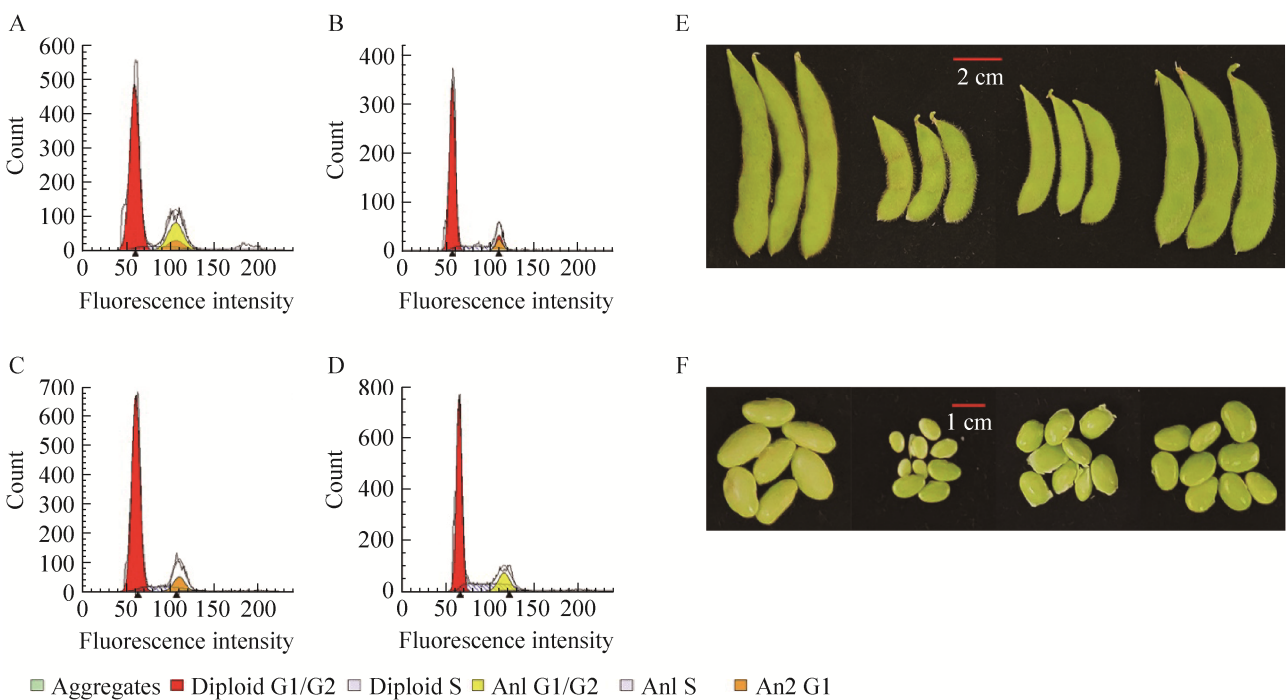 A
600
500
400
300
200
100
0
Count
0 50 100 150 200
Fluorescence intensity
B
400
300
200
100
0
Count
0 50 100 150 200
Fluorescence intensity
E
2 cm
C
700
600
500
400
300
200
100
0
Count
0 50 100 150 200
Fluorescence intensity
D
800
600
400
200
0
Count
0 50 100 150 200
Fluorescence intensity
F
1 cm
Aggregates Diploid G1/G2 Diploid S Anl G1/G2 Anl S An2 G1